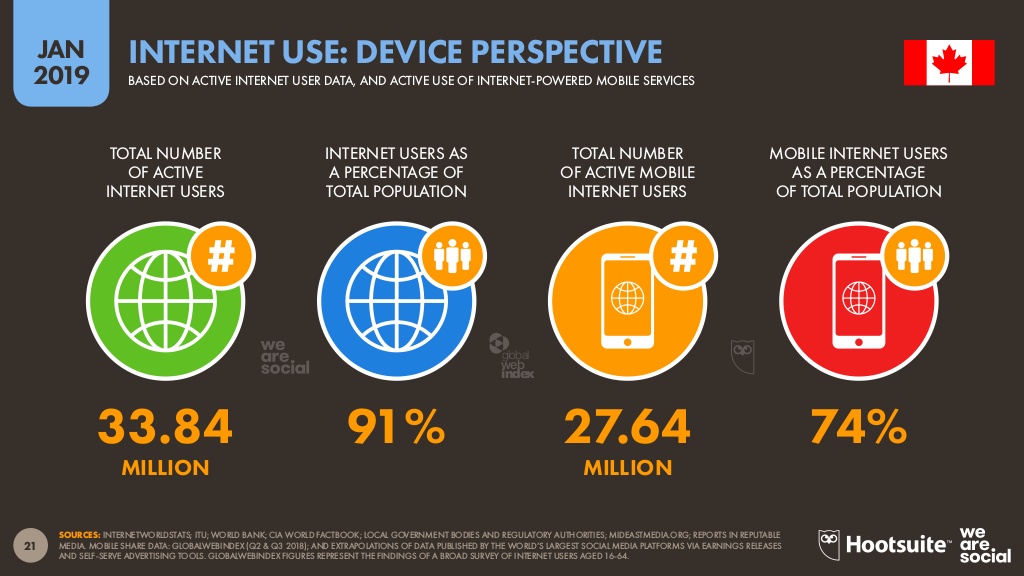 JAN
2019
INTERNET USE: DEVICE PERSPECTIVE
BASED ON ACTIVE INTERNET USER DATA, AND ACTIVE USE OF INTERNET-POWERED MOBILE SERVICES
TOTAL NUMBER
OF ACTIVE
INTERNET USERS
#
33.84
MILLION
INTERNET USERS AS
A PERCENTAGE OF
TOTAL POPULATION
91%
TOTAL NUMBER
OF ACTIVE MOBILE
INTERNET USERS
#
27.64
MILLION
MOBILE INTERNET USERS
AS A PERCENTAGE
OF TOTAL POPULATION
74%
we
are
social
global
web
index
21
SOURCES: INTERNETWORLDSTATS; ITU; WORLD BANK; CIA WORLD FACTBOOK; LOCAL GOVERNMENT BODIES AND REGULATORY AUTHORITIES; MIDEASTMEDIA.ORG; REPORTS IN REPUTABLE
MEDIA. MOBILE SHARE DATA: GLOBALWEBINDEX (Q2 & Q3 2018); AND EXTRAPOLATIONS OF DATA PUBLISHED BY THE WORLD'S LARGEST SOCIAL MEDIA PLATFORMS VIA EARNINGS RELEASES
AND SELF-SERVE ADVERTISING TOOLS. GLOBALWEBINDEX FIGURES REPRESENT THE FINDINGS OF A BROAD SURVEY OF INTERNET USERS AGED 16-64.
Hootsuite™
we
are
social